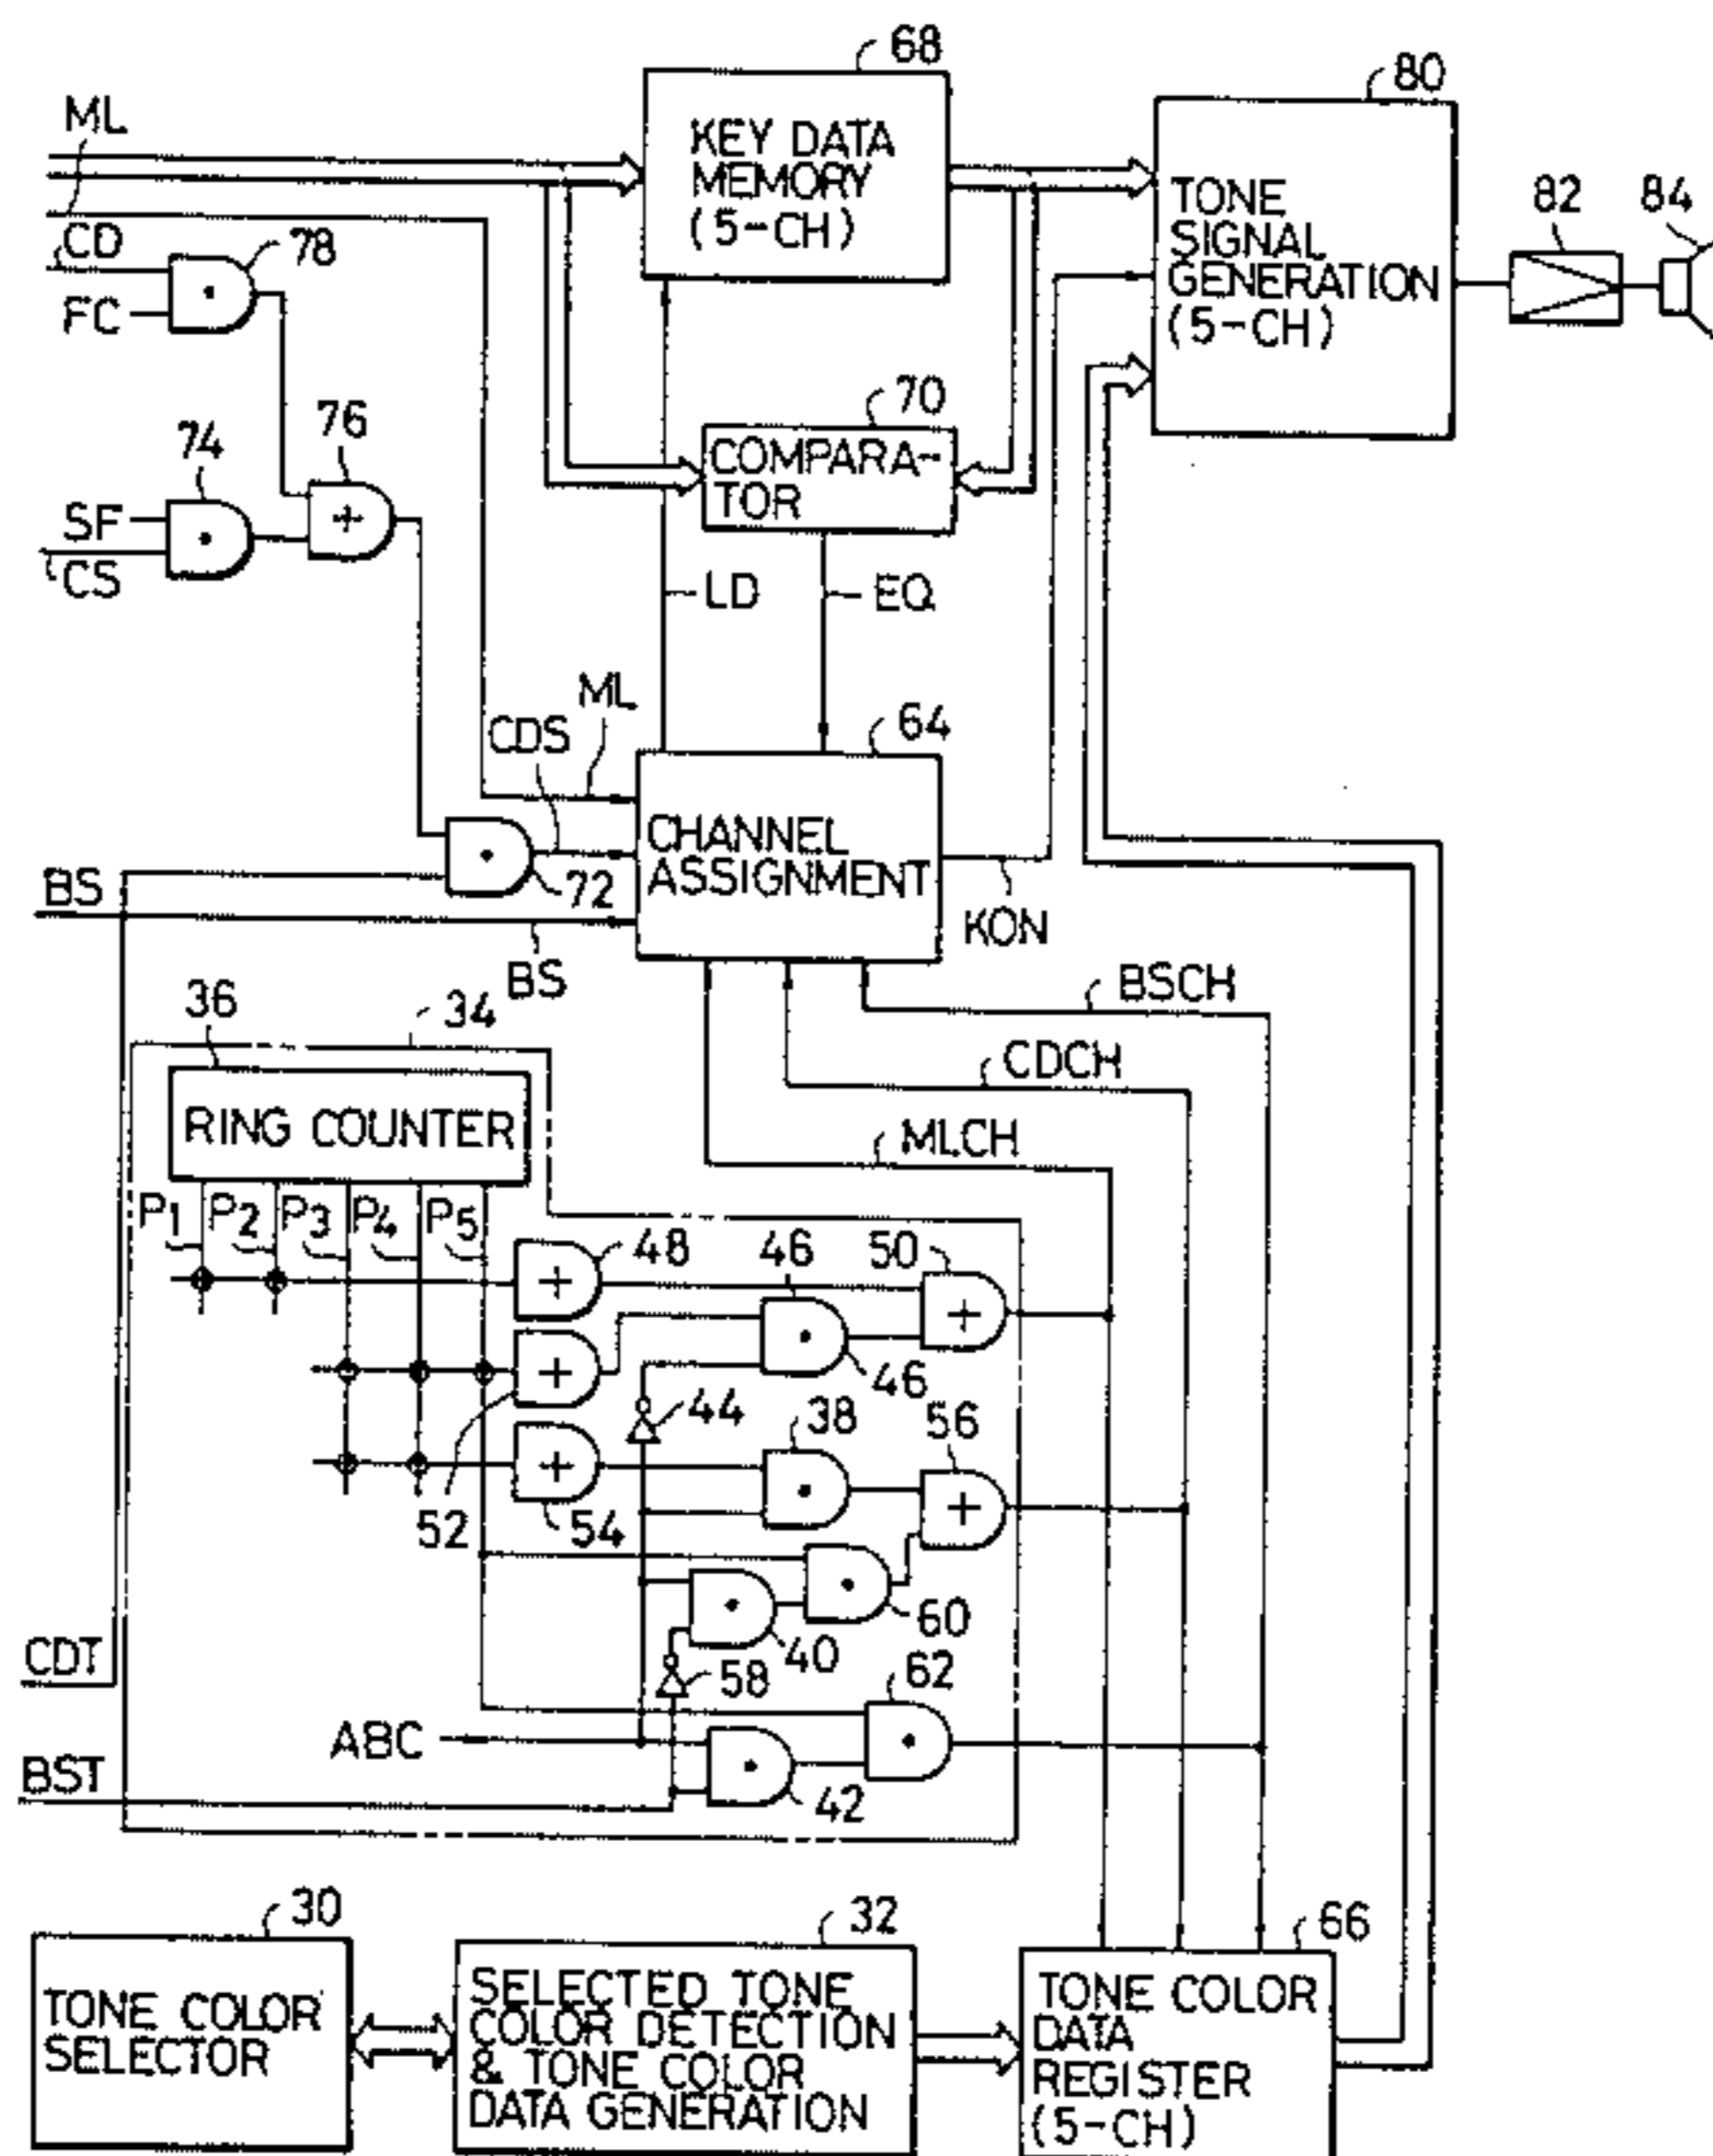 68
80
ML
KEY DATA
MEMORY
(5-CH)
TONE
SIGNAL
GENERATION
(5-CH)
82
84
CD
78
FC
70
COMPARA-
TOR
74
76
SF
CS
LD
EQ
ML
CDS
64
CHANNEL
ASSIGNMENT
72
BS
BS
KON
BSCH
36
34
CDCH
RING COUNTER
MLCH
P1
P2
P3
P4
P5
48
46
50
46
44
38
56
52
54
60
40
CDT
58
62
ABC
BST
42
30
32
66
TONE COLOR
SELECTOR
SELECTED TONE
COLOR DETECTION
& TONE COLOR
DATA GENERATION
TONE COLOR
DATA
REGISTER
(5-CH)